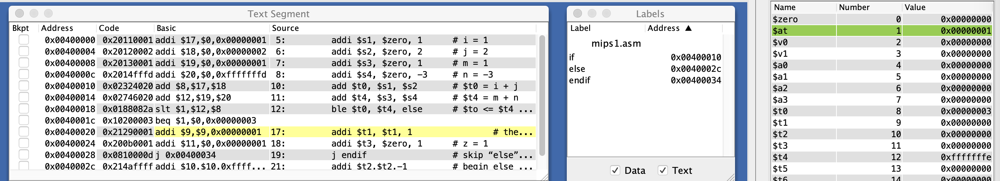 Text Segment
Bkpt Address Code Basic Source
0x00400000 0x20110001 addi $17,$0,0x00000001 5: addi $s1, $zero, 1 # i = 1
0x00400004 0x20120002 addi $18,$0,0x00000002 6: addi $s2, $zero, 2 # j = 2
0x00400008 0x20130001 addi $19,$0,0x00000001 7: addi $s3, $zero, 1 # m = 1
0x0040000c 0x2014fffd addi $20,$0,0xfffffffd 8: addi $s4, $zero, -3 # n = -3
0x00400010 0x02324020 add $8,$17,$18 10: add $t0, $s1, $s2 # $t0 = i + j
0x00400014 0x02746020 add $12,$19,$20 11: add $t4, $s3, $s4 # $t4 = m + n
0x00400018 0x0188082a slt $1,$12,$8 12: ble $t0, $t4, else # $to <= $t4 ...
0x0040001c 0x10200003 beq $1,$0,0x00000003
0x00400020 0x21290001 addi $9,$9,0x00000001 17: addi $t1, $t1, 1 # the...
0x00400024 0x200b0001 addi $11,$0,0x00000001 18: addi $t3, $zero, 1 # z = 1
0x00400028 0x0810000d j 0x00400034 19: j endif # skip “else”...
0x0040002c 0x214affff addi $10,$10,0xffff... 21: addi $t2,$t2,-1 # begin else ...
Labels
Label Address ▲
mips1.asm
if 0x00400010
else 0x0040002c
endif 0x00400034
Data Text
Name Number Value
$zero 0 0x00000000
$at 1 0x00000001
$v0 2 0x00000000
$v1 3 0x00000000
$a0 4 0x00000000
$a1 5 0x00000000
$a2 6 0x00000000
$a3 7 0x00000000
$t0 8 0x00000003
$t1 9 0x00000000
$t2 10 0x00000000
$t3 11 0x00000000
$t4 12 0xfffffffe
$t5 13 0x00000000
$t6 14 0x00000000